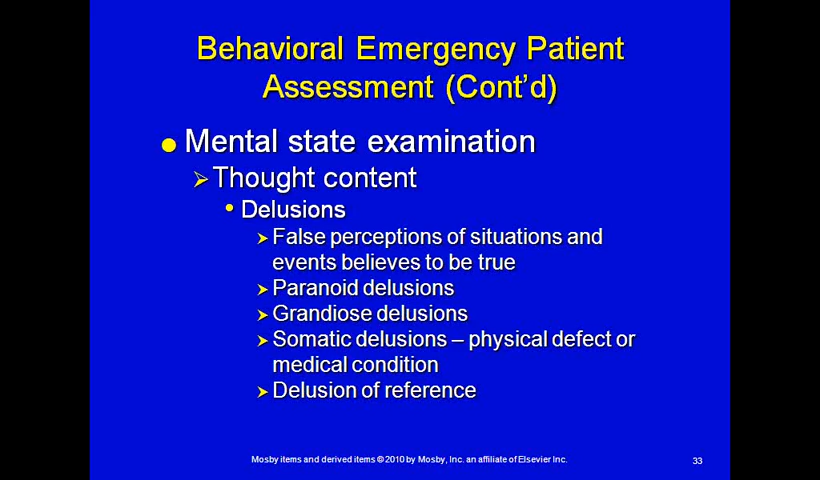 Behavioral Emergency Patient
Assessment (Cont’d)
Mental state examination
Thought content
Delusions
False perceptions of situations and
events believes to be true
Paranoid delusions
Grandiose delusions
Somatic delusions – physical defect or
medical condition
Delusion of reference
Mosby items and derived items © 2010 by Mosby, Inc. an affiliate of Elsevier Inc.
33